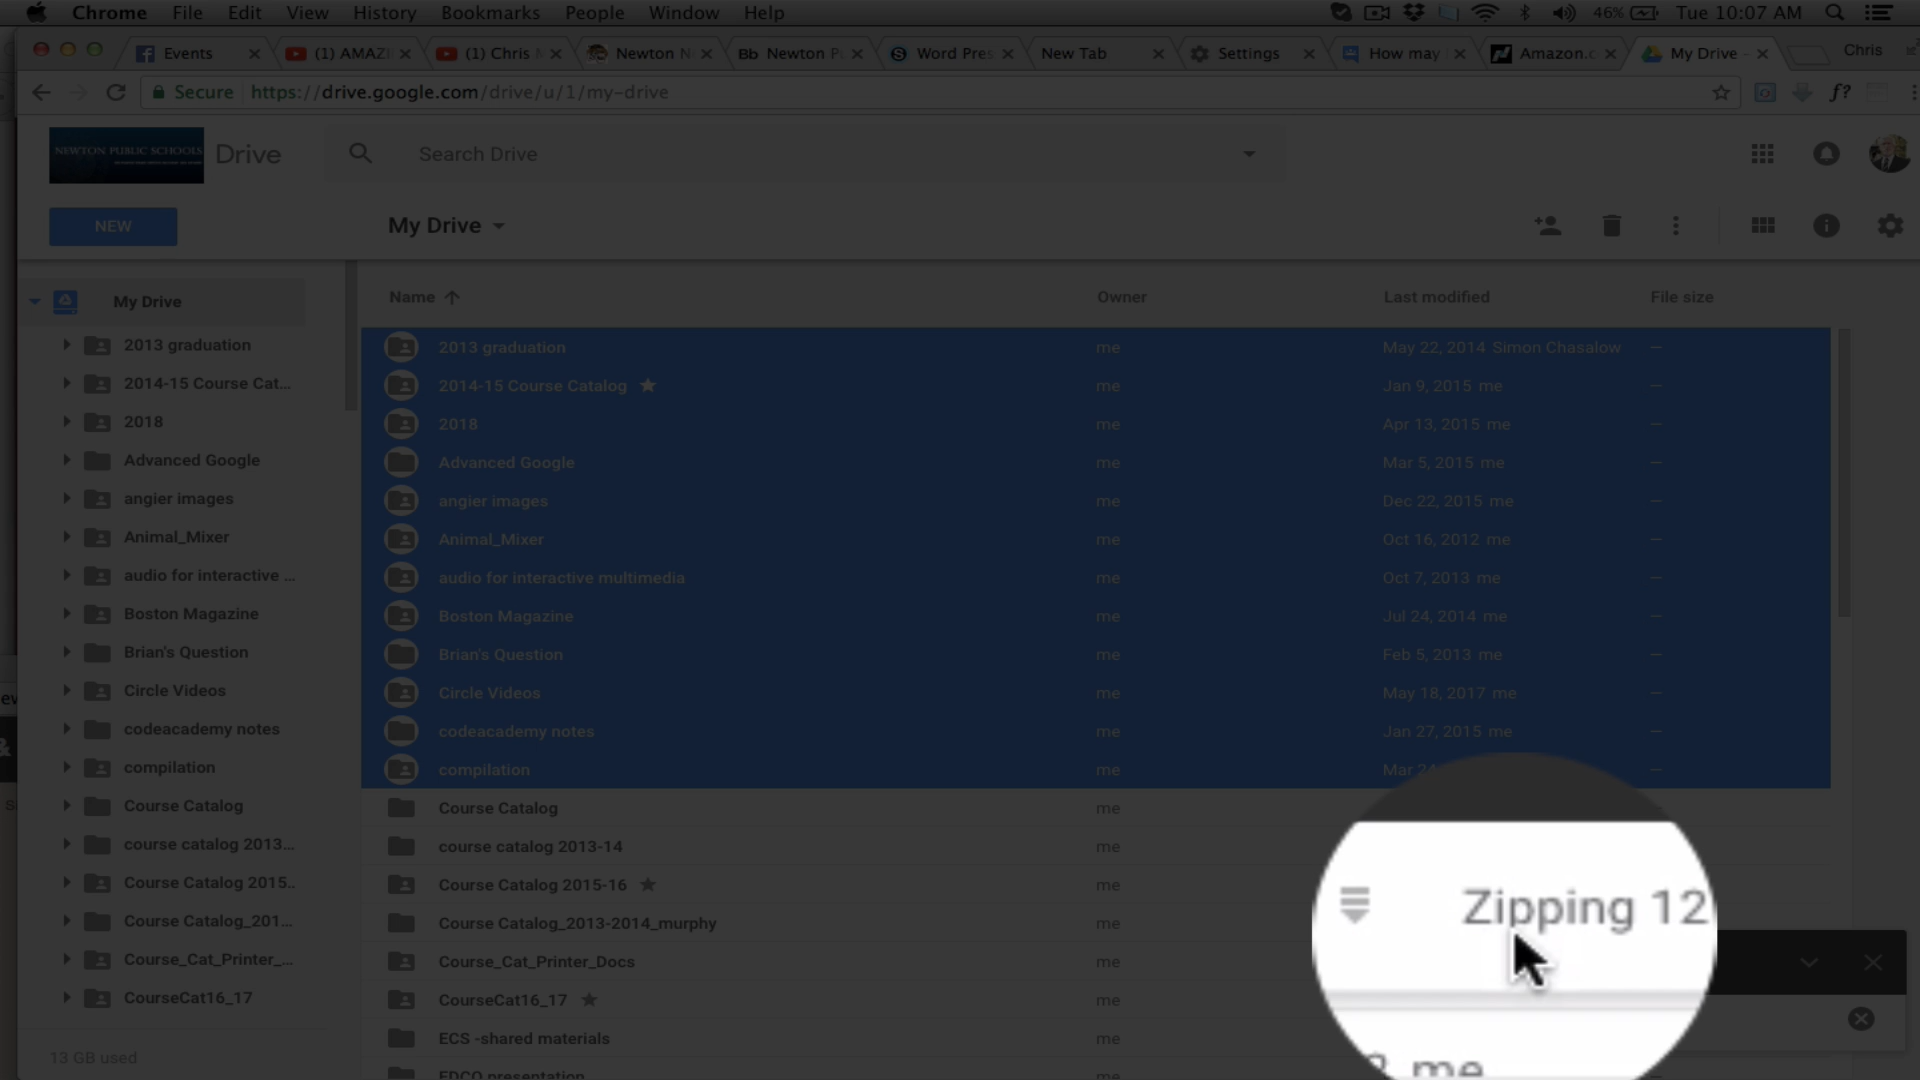 Chrome File Edit View History Bookmarks People Window Help 46% Tue 10:07 AM
Events (1) AMAZI (1) Chris Newton N Bb Newton P Word Pres New Tab Settings How may Amazon.c My Drive - Chris
Secure https://drive.google.com/drive/u/1/my-drive f?
NEWTON PUBLIC SCHOOLS Drive Search Drive
NEW My Drive
Name Owner Last modified File size
My Drive
2013 graduation
2014-15 Course Cat...
2018
Advanced Google
angier images
Animal_Mixer
audio for interactive ...
Boston Magazine
Brian's Question
Circle Videos
codeacademy notes
compilation
Course Catalog
course catalog 2013...
Course Catalog 2015..
Course Catalog_201...
Course_Cat_Printer_...
CourseCat16_17
13 GB used
2013 graduation me May 22, 2014 Simon Chasalow —
2014-15 Course Catalog me Jan 9, 2015 me —
2018 me Apr 13, 2015 me —
Advanced Google me Mar 5, 2015 me —
angier images me Dec 22, 2015 me —
Animal_Mixer me Oct 16, 2012 me —
audio for interactive multimedia me Oct 7, 2013 me —
Boston Magazine me Jul 24, 2014 me —
Brian's Question me Feb 5, 2013 me —
Circle Videos me May 18, 2017 me —
codeacademy notes me Jan 27, 2015 me —
compilation me Mar
Course Catalog me
course catalog 2013-14 me
Course Catalog 2015-16 me
Course Catalog_2013-2014_murphy me
Course_Cat_Printer_Docs me
CourseCat16_17 me
ECS -shared materials me
EDCO presentation me
Zipping 12
me